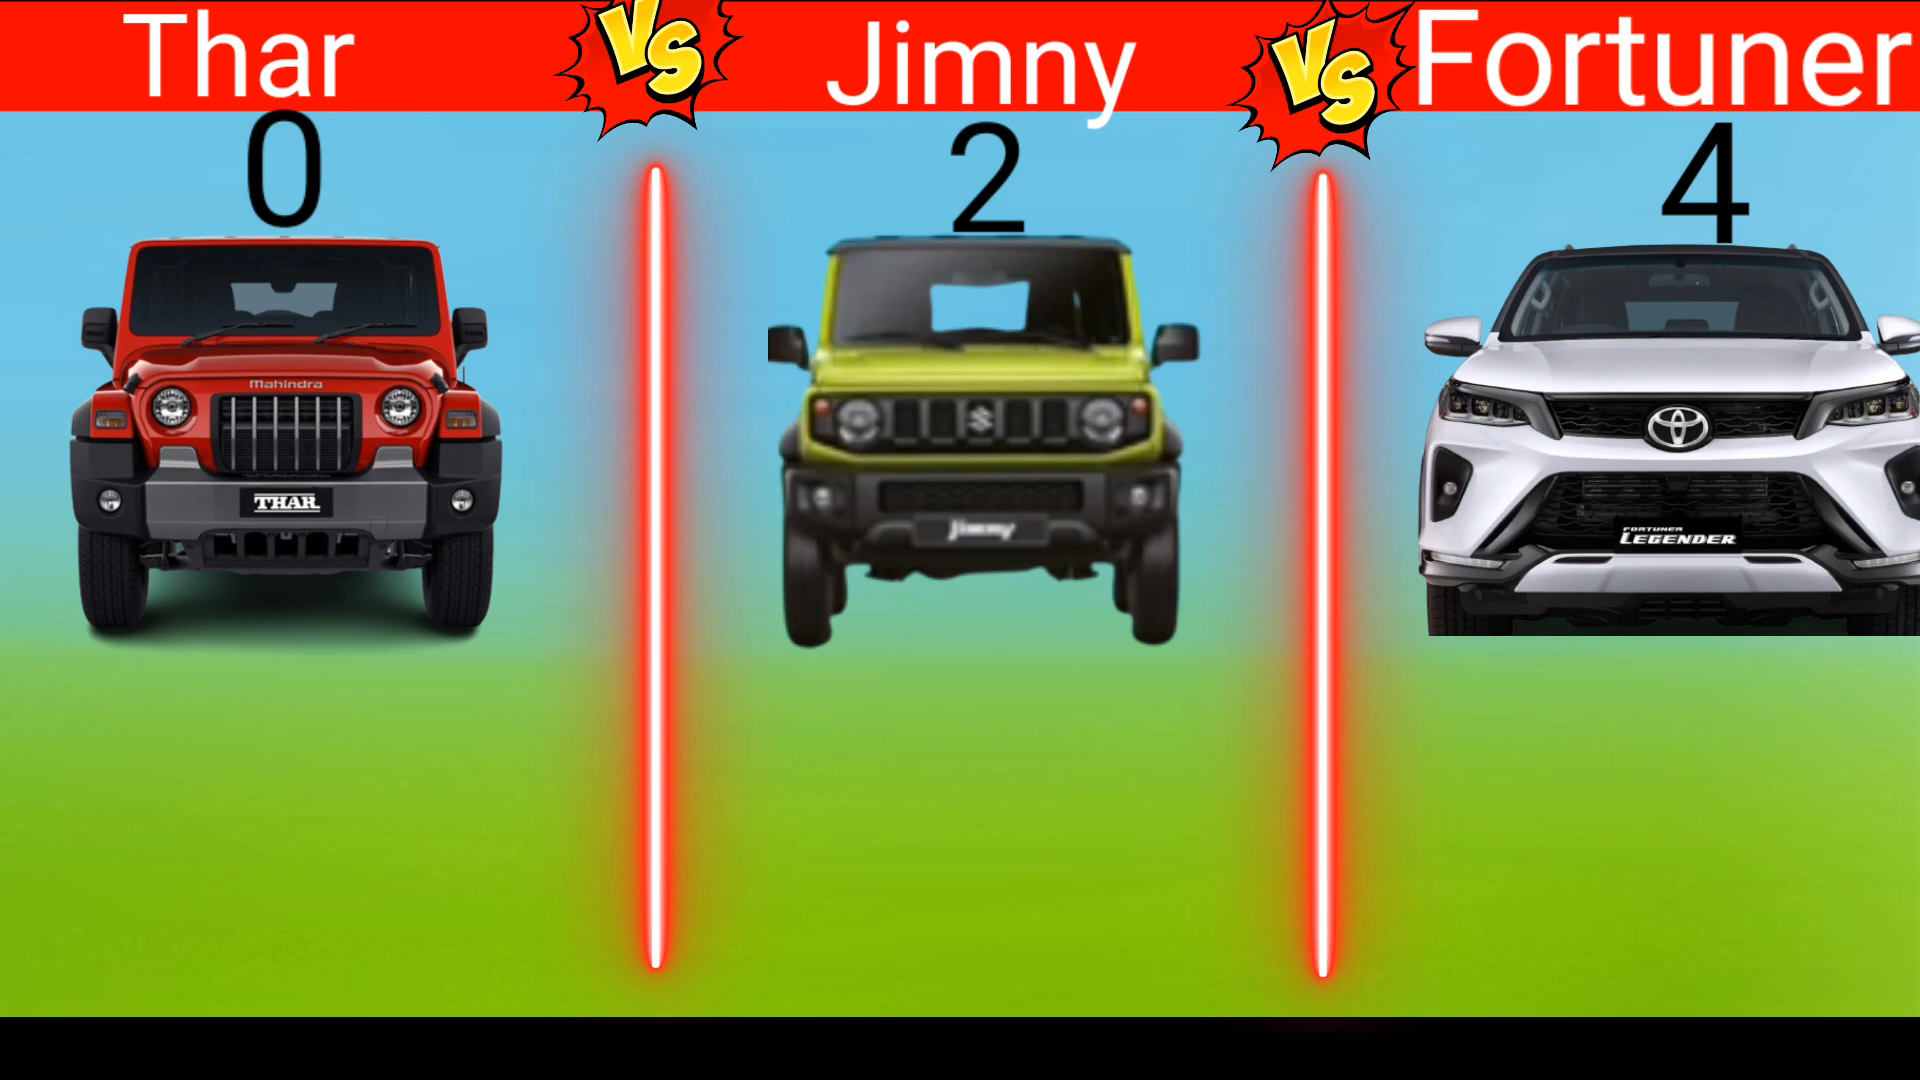 Thar
VS
Jimny
VS
Fortuner
0
2
4
Mahindra
THAR
Jimny
FORTUNER
LEGENDER